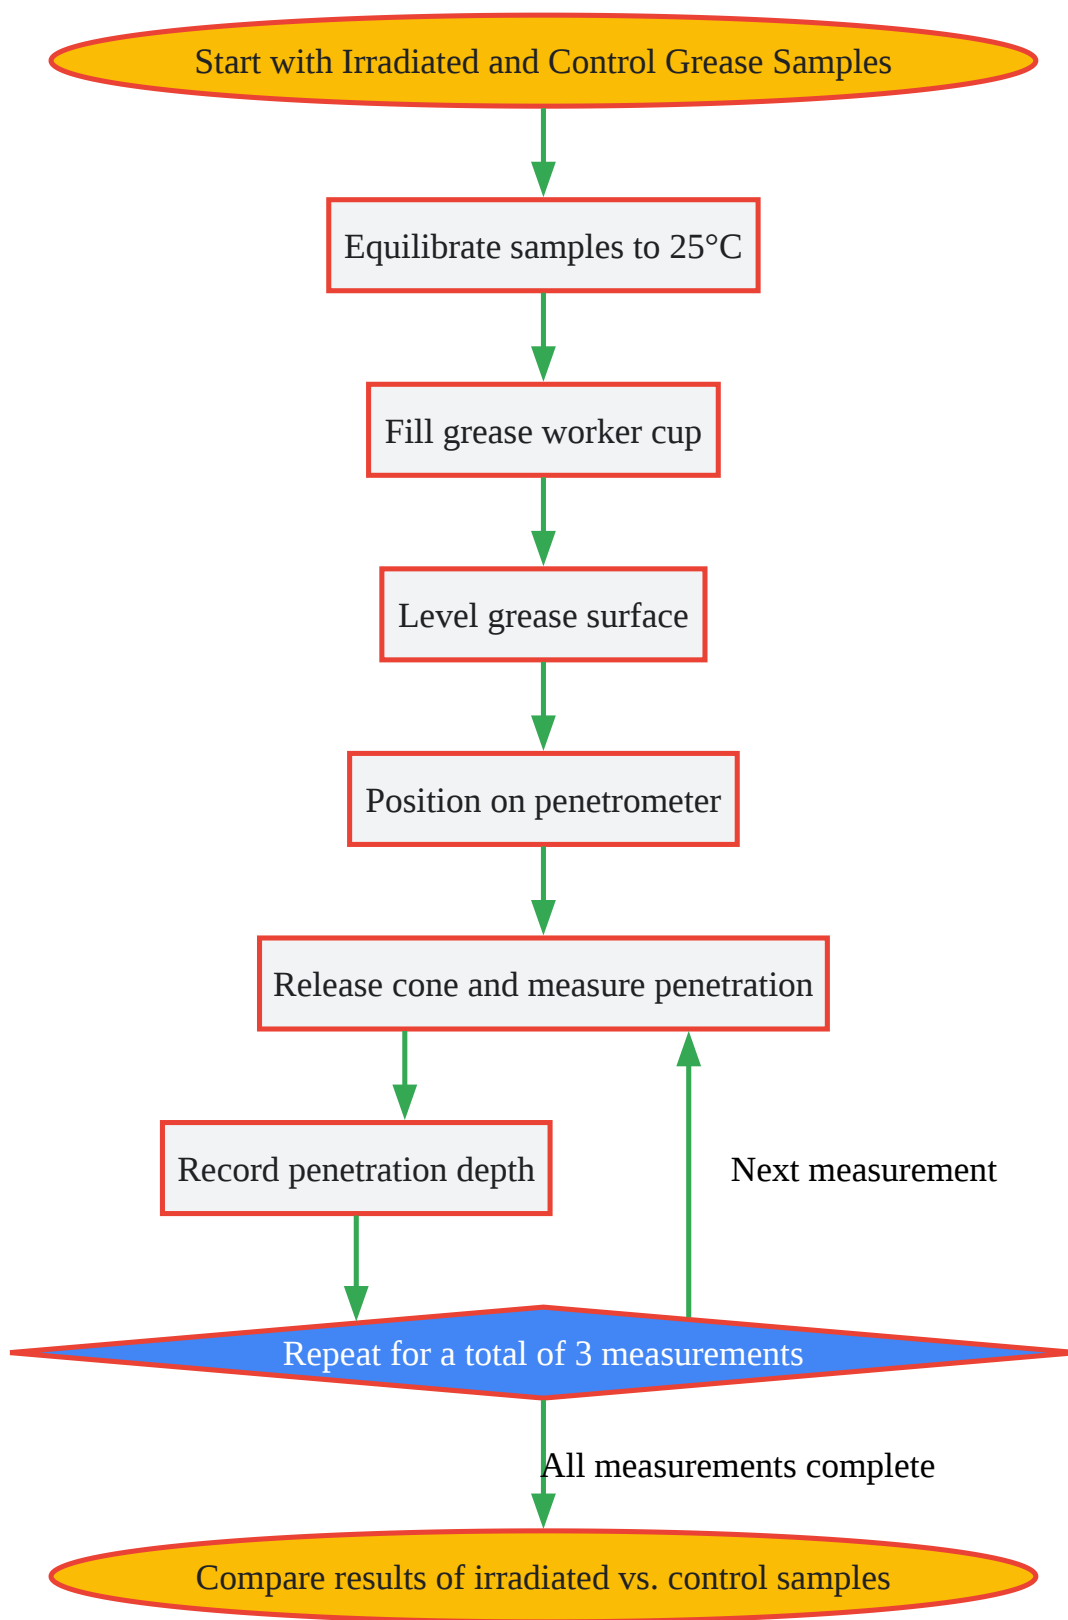 Start with Irradiated and Control Grease Samples
Equilibrate samples to 25°C
Fill grease worker cup
Level grease surface
Position on penetrometer
Release cone and measure penetration
Record penetration depth
Next measurement
Repeat for a total of 3 measurements
All measurements complete
Compare results of irradiated vs. control samples